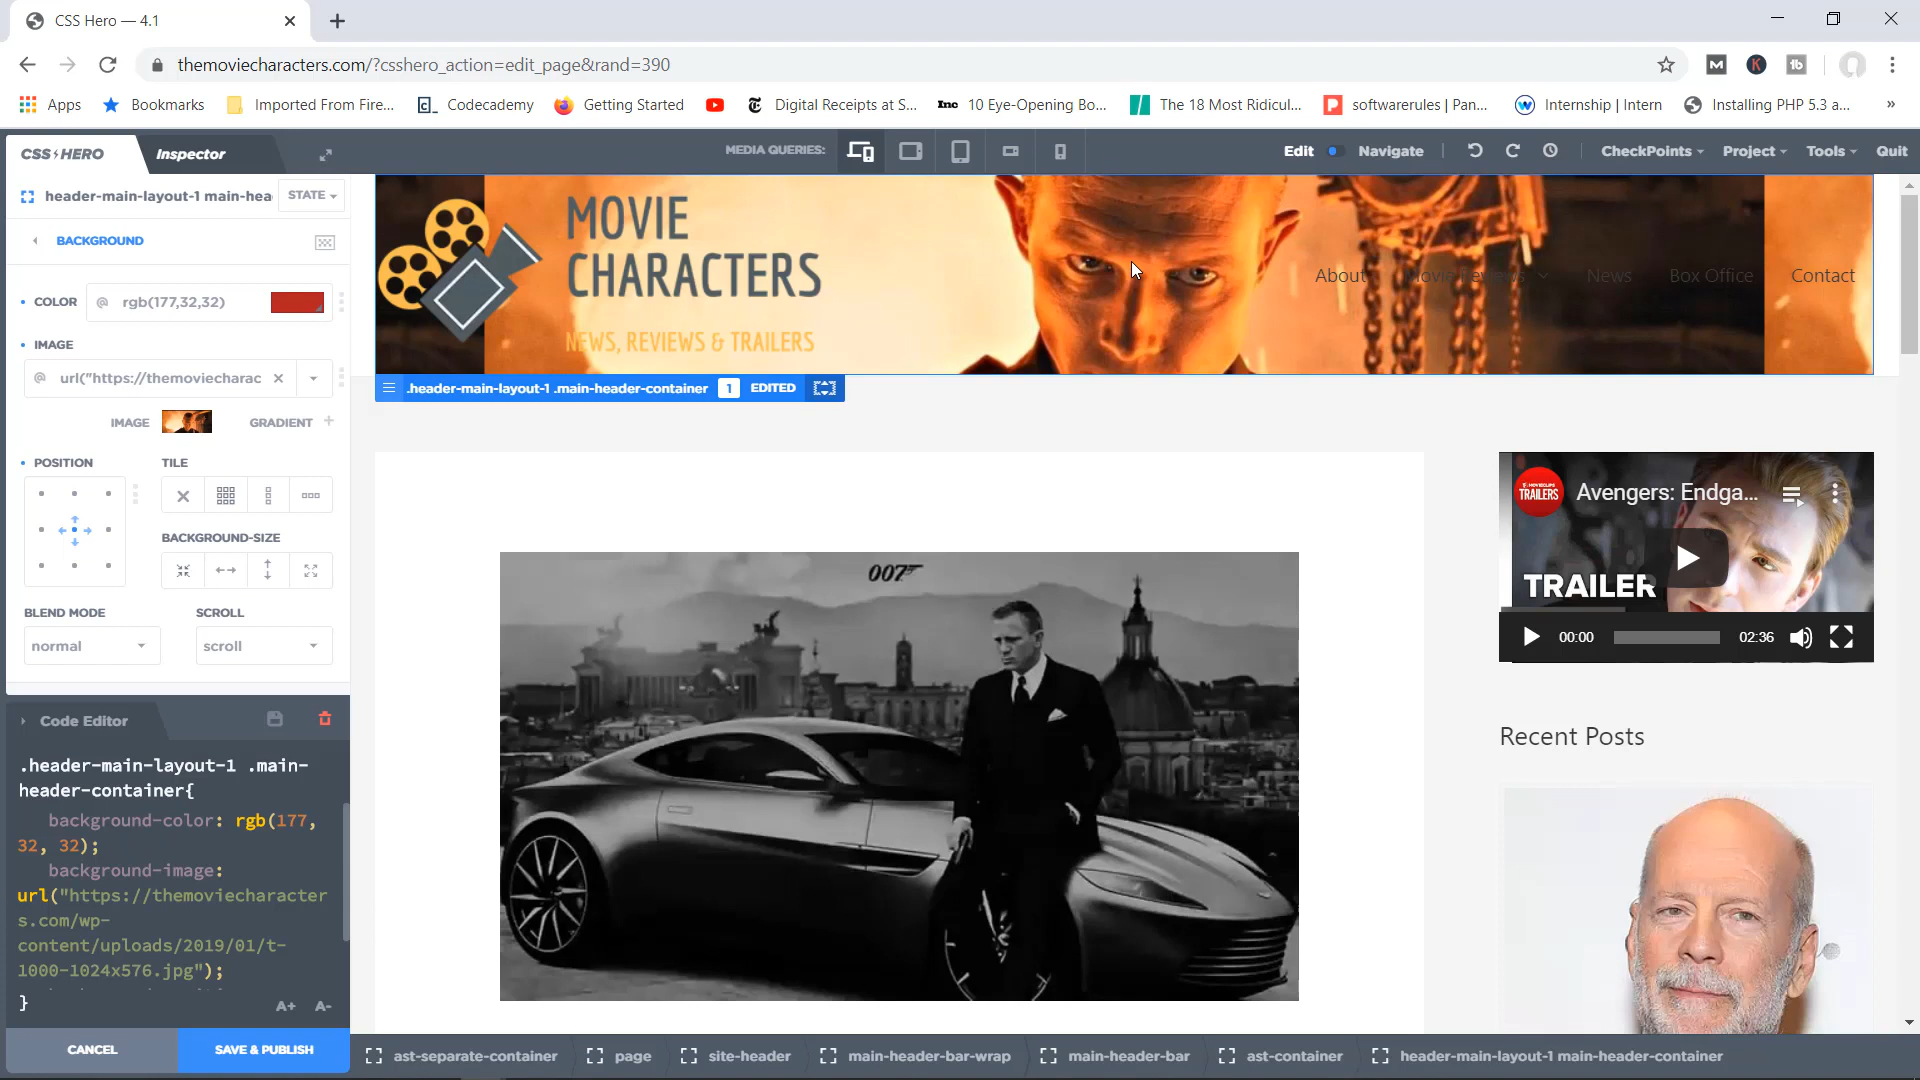 CSS Hero — 4.1
themoviecharacters.com/?csshero_action=edit_page&rand=390
Apps
Bookmarks
Imported From Fire...
Codecademy
Getting Started
Digital Receipts at S...
Inc 10 Eye-Opening Bo...
The 18 Most Ridicul...
softwarerules | Pan...
Internship | Intern
Installing PHP 5.3 a...
»
CSS HERO
Inspector
MEDIA QUERIES:
Edit
Navigate
CheckPoints
Project
Tools
Quit
header-main-layout-1 main-hea
STATE
BACKGROUND
COLOR
@ rgb(177,32,32)
IMAGE
@ url("https://themoviecharac
IMAGE
GRADIENT +
POSITION
TILE
BACKGROUND-SIZE
BLEND MODE
SCROLL
normal
scroll
Code Editor
.header-main-layout-1 .main-
header-container{
background-color: rgb(177,
32, 32);
background-image:
url("https://themoviecharacter
s.com/wp-
content/uploads/2019/01/t-
1000-1024x576.jpg");
}
A+ A-
CANCEL
SAVE & PUBLISH
MOVIE
CHARACTERS
NEWS, REVIEWS & TRAILERS
About
Movie Reviews
News
Box Office
Contact
.header-main-layout-1 .main-header-container 1 EDITED
007
MOVIECLIPS
TRAILERS
Avengers: Endga...
TRAILER
00:00
02:36
Recent Posts
ast-separate-container
page
site-header
main-header-bar-wrap
main-header-bar
ast-container
header-main-layout-1 main-header-container